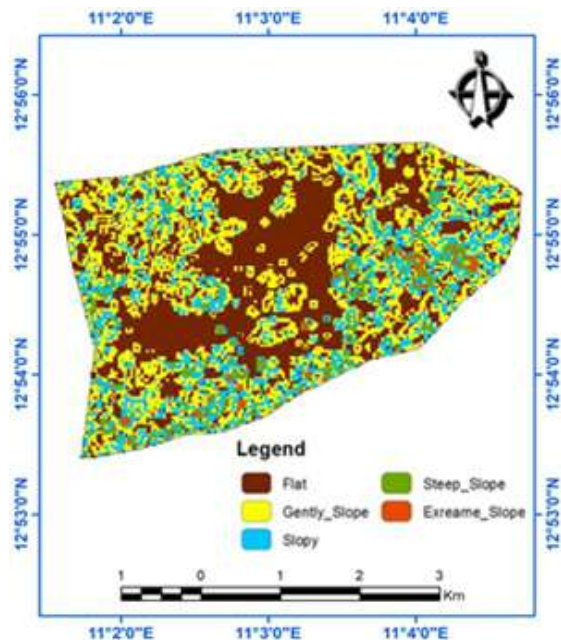 11°2'0"E 11°3'0"E 11°4'0"E
12°56'0"N 12°56'0"N
12°55'0"N 12°55'0"N
12°54'0"N 12°54'0"N
12°53'0"N 12°53'0"N
Legend
Flat Steep_Slope
Gently_Slope Exreame_Slope
Slopy
1 0 1 2 3
Km
11°2'0"E 11°3'0"E 11°4'0"E